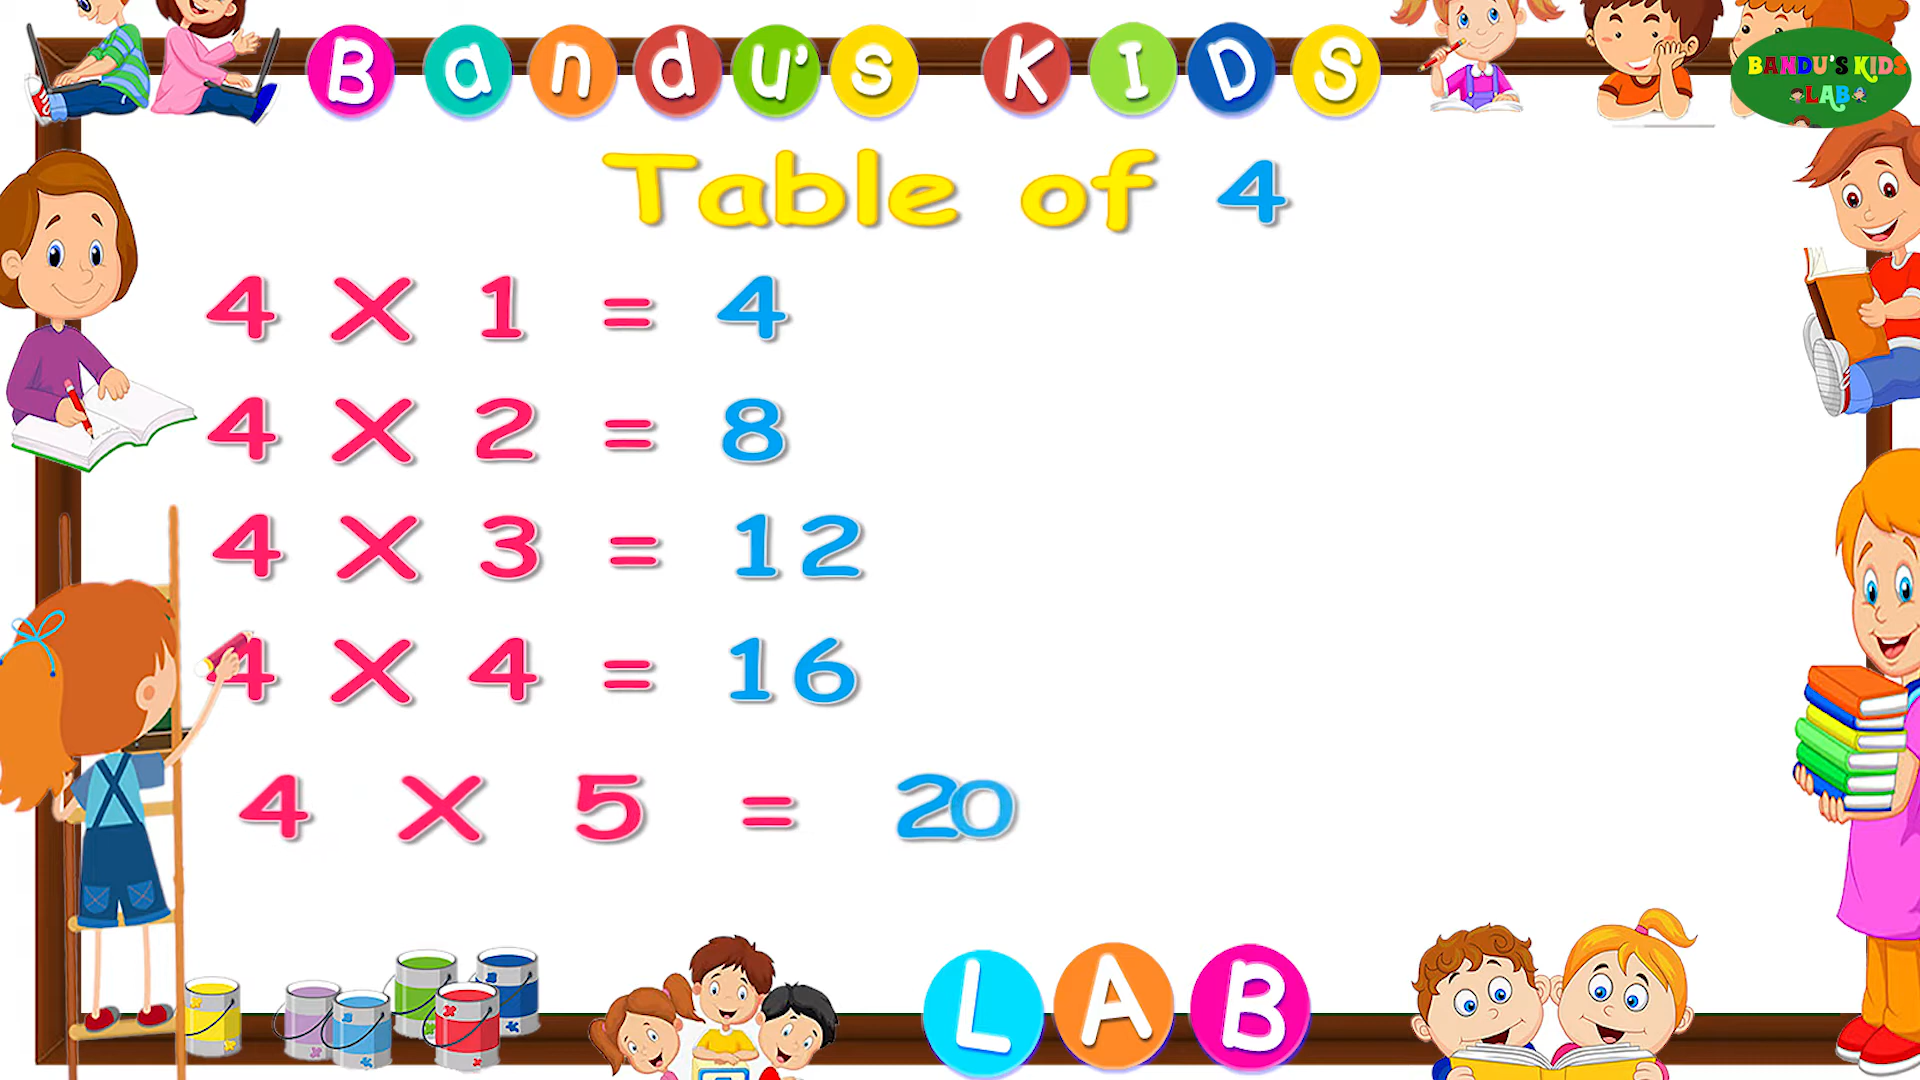 Bandu's KIDS
BANDU'S KIDS
LAB
Table of 4
4 × 1 = 4
4 × 2 = 8
4 × 3 = 12
4 × 4 = 16
4 × 5 = 20
LAB